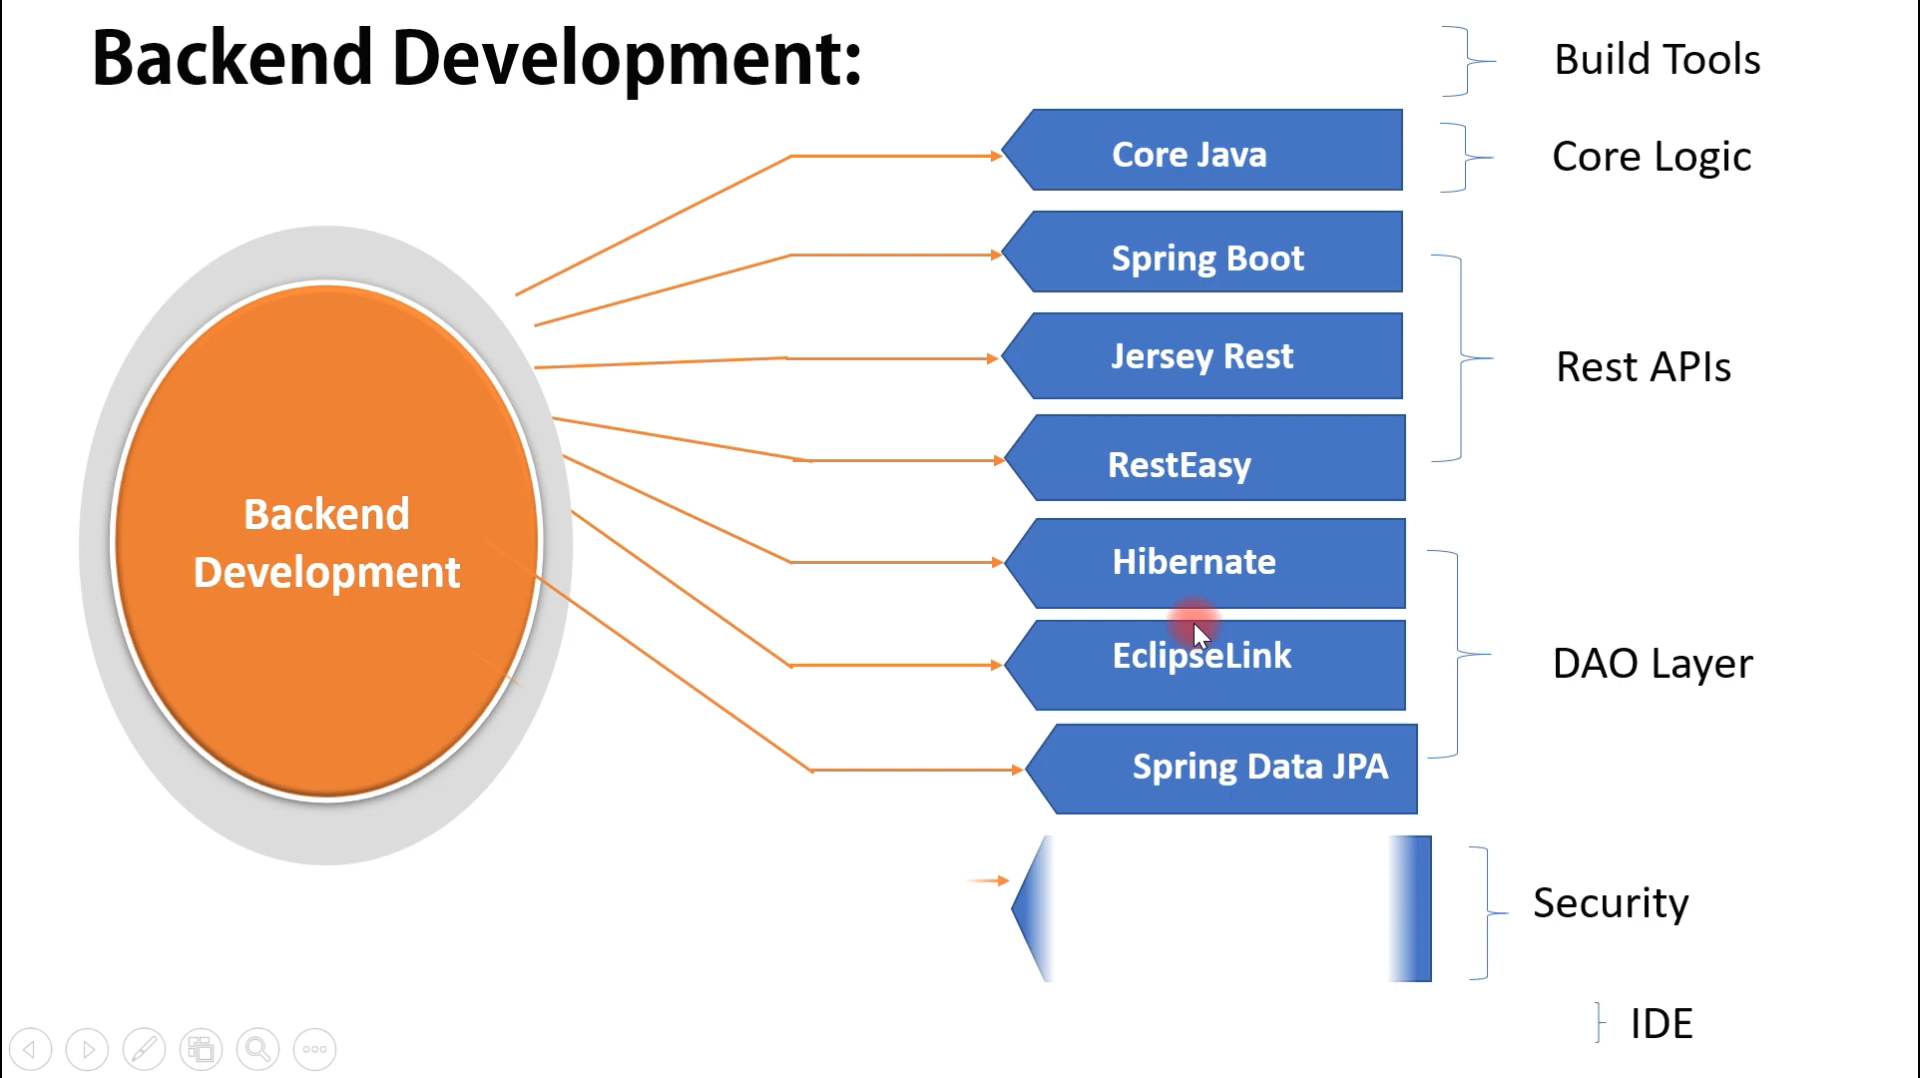 Backend Development:
Build Tools
Core Java
Core Logic
Spring Boot
Jersey Rest
Rest APIs
RestEasy
Backend
Development
Hibernate
EclipseLink
DAO Layer
Spring Data JPA
Security
IDE